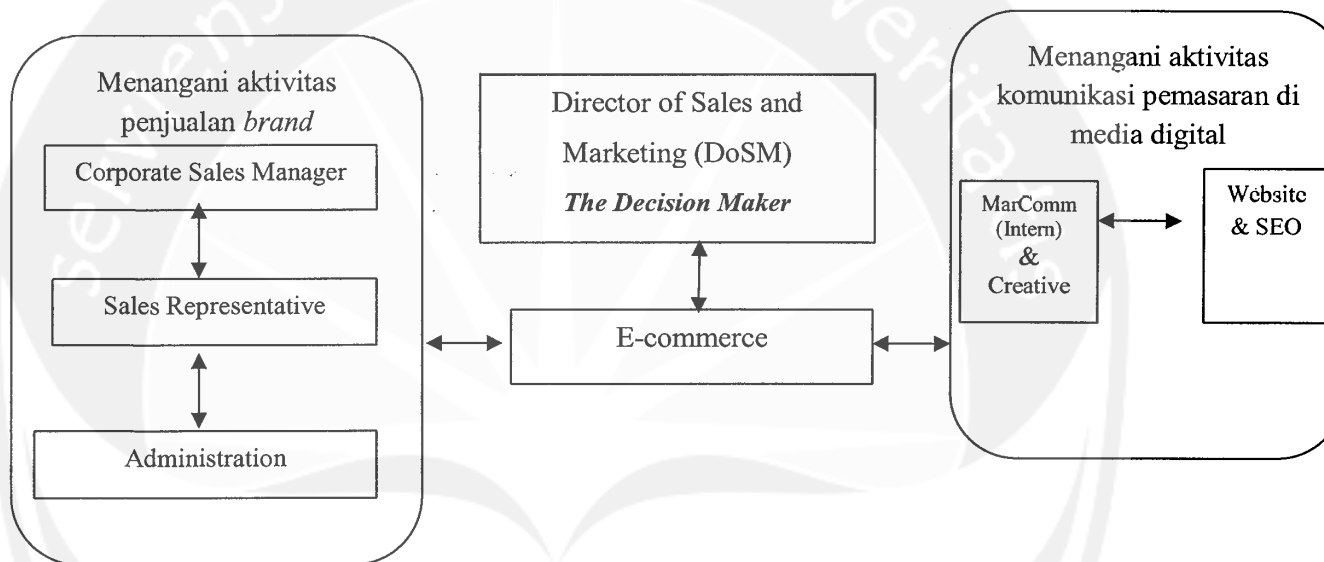 Menangani aktivitas
penjualan brand
Corporate Sales Manager
Sales Representative
Administration
Director of Sales and
Marketing (DoSM)
The Decision Maker
E-commerce
Menangani aktivitas
komunikasi pemasaran di
media digital
MarComm
(Intern)
&
Creative
Website
& SEO